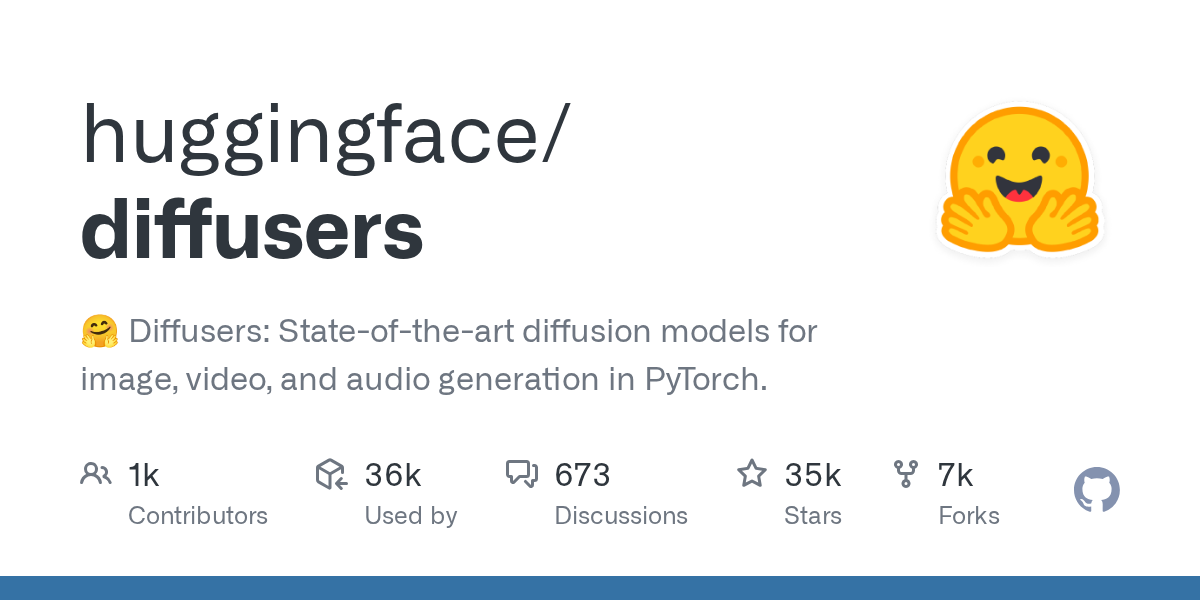 huggingface/
diffusers
🤗 Diffusers: State-of-the-art diffusion models for
image, video, and audio generation in PyTorch.
1k
Contributors
36k
Used by
673
Discussions
35k
Stars
7k
Forks